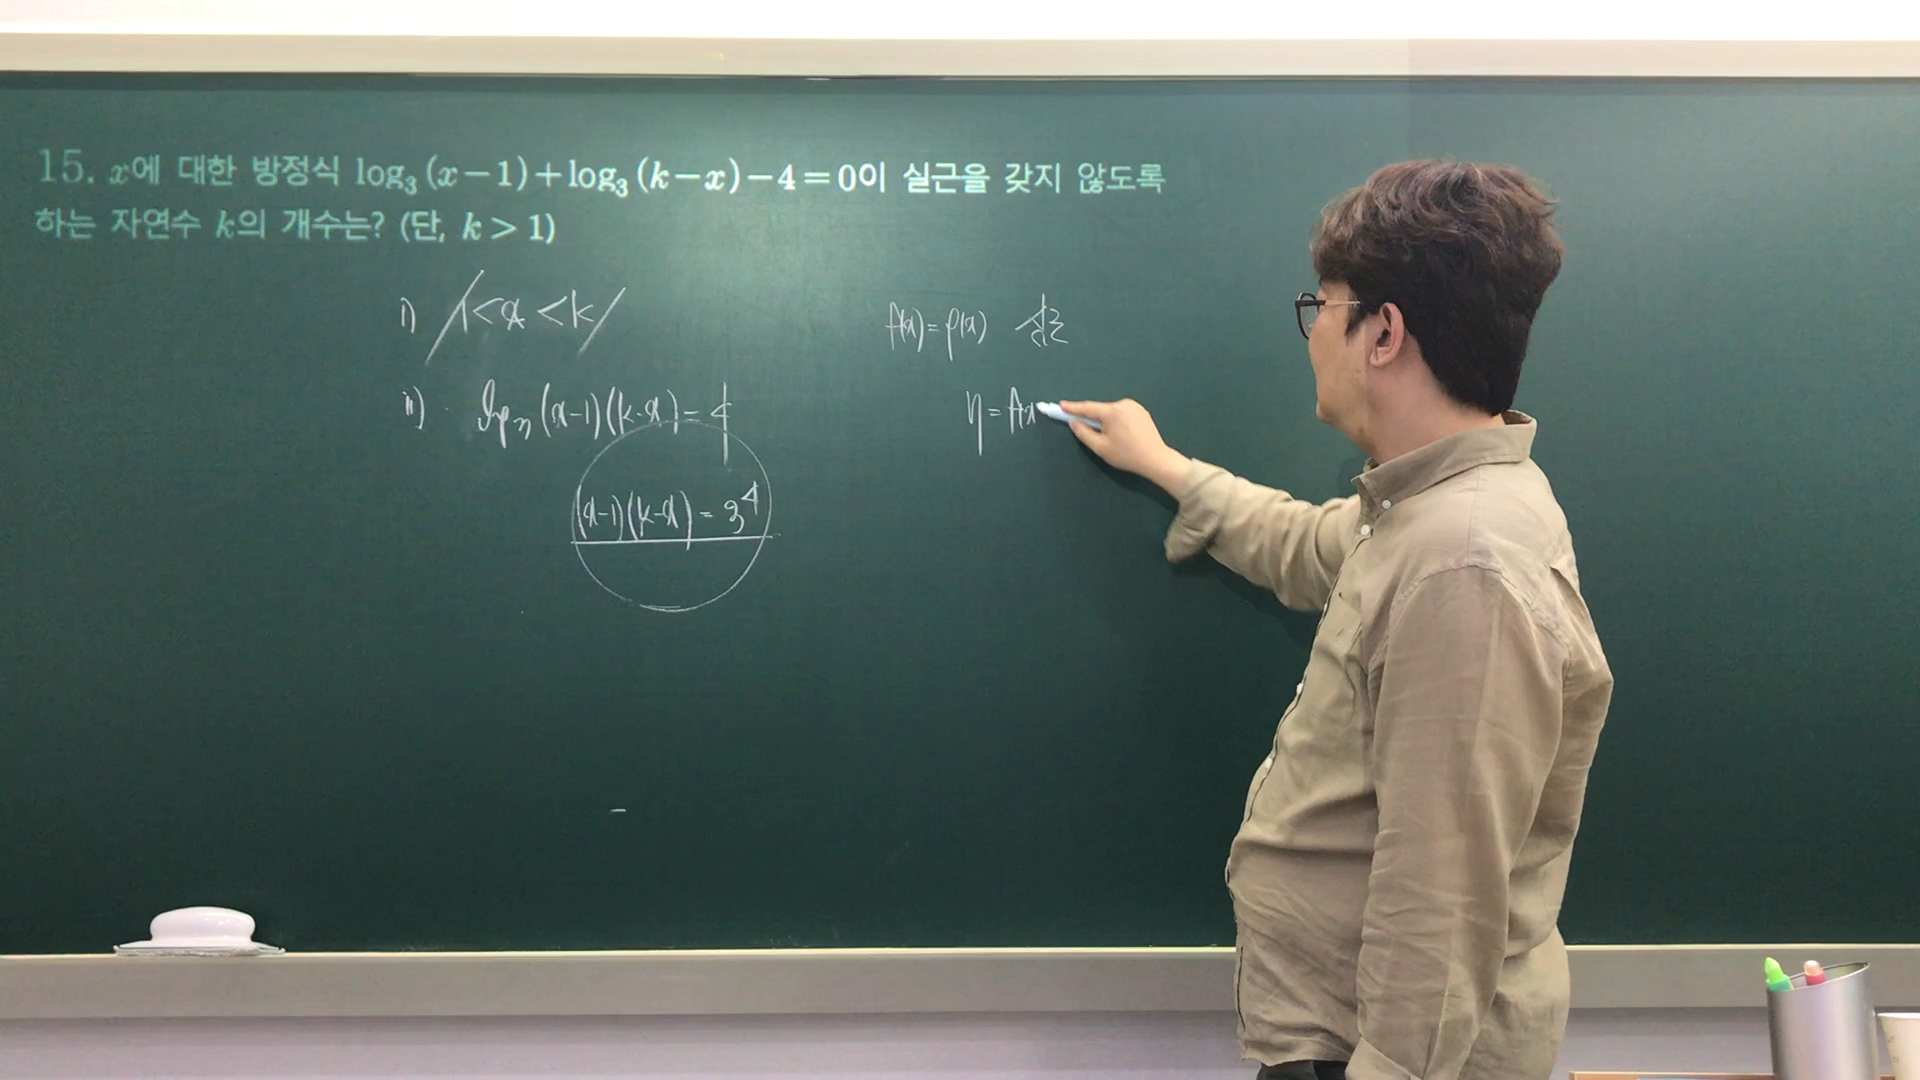 15. x에 대한 방정식 log₃(x−1)+log₃(k−x)−4=0이 실근을 갖지 않도록
하는 자연수 k의 개수는? (단, k>1)
i) 1<x<k
ii) log₃(x-1)(k-x)=4
(x-1)(k-x)=3⁴
f(x)=g(x) 실근
y=f(x